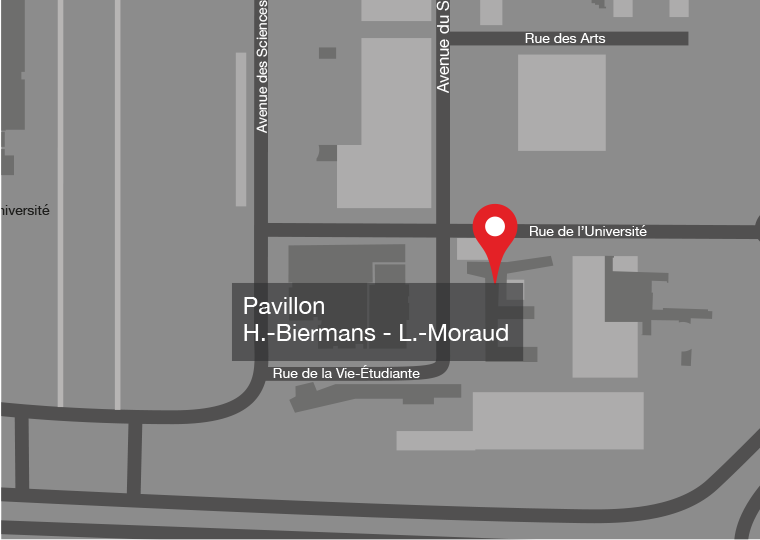 Rue des Arts
Avenue des Sciences
Avenue du S
niversité
Rue de l'Université
Pavillon
H.-Biermans - L.-Moraud
Rue de la Vie-Étudiante